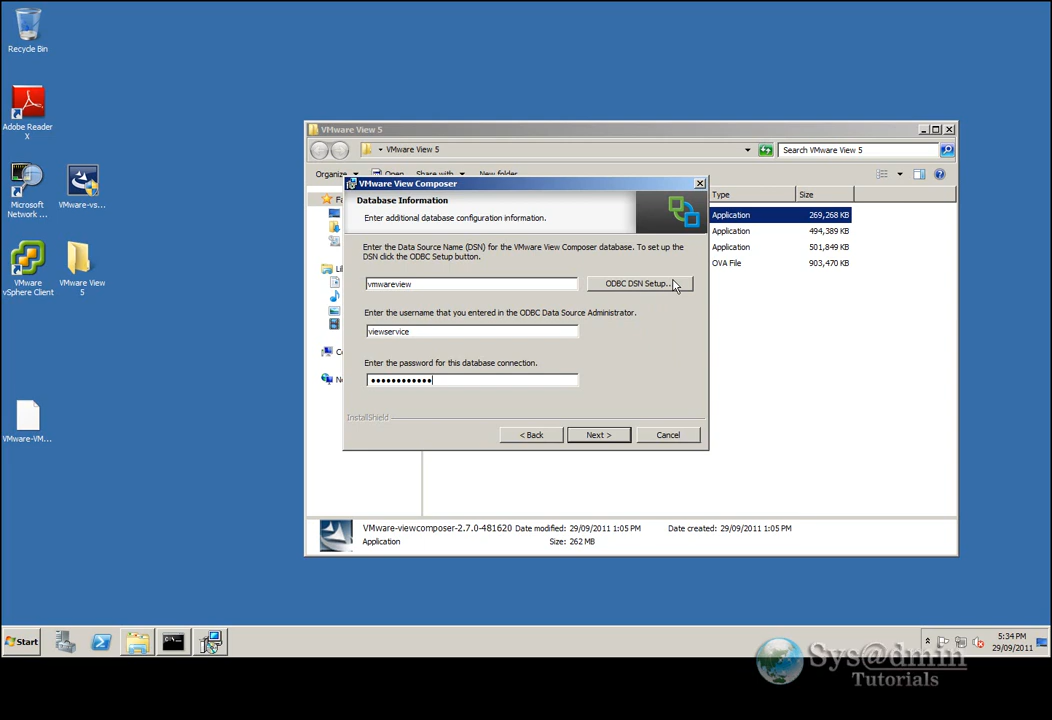 Recycle Bin
Adobe Reader
X
Microsoft
Network ...
VMware-vs...
VMware
vSphere Client
VMware View
5
VMware-VM...
VMware View 5
VMware View 5
Search VMware View 5
Organize
Open
Share with
New folder
Type
Size
Application
269,268 KB
Application
494,389 KB
Application
501,849 KB
OVA File
903,470 KB
VMware View Composer
Database Information
Enter additional database configuration information.
Enter the Data Source Name (DSN) for the VMware View Composer database. To set up the
DSN click the ODBC Setup button.
vmwareview
ODBC DSN Setup...
Enter the username that you entered in the ODBC Data Source Administrator.
viewservice
Enter the password for this database connection.
InstallShield
< Back
Next >
Cancel
VMware-viewcomposer-2.7.0-481620 Date modified: 29/09/2011 1:05 PM
Date created: 29/09/2011 1:05 PM
Application
Size: 262 MB
Start
5:34 PM
29/09/2011
Sys@dmin
Tutorials